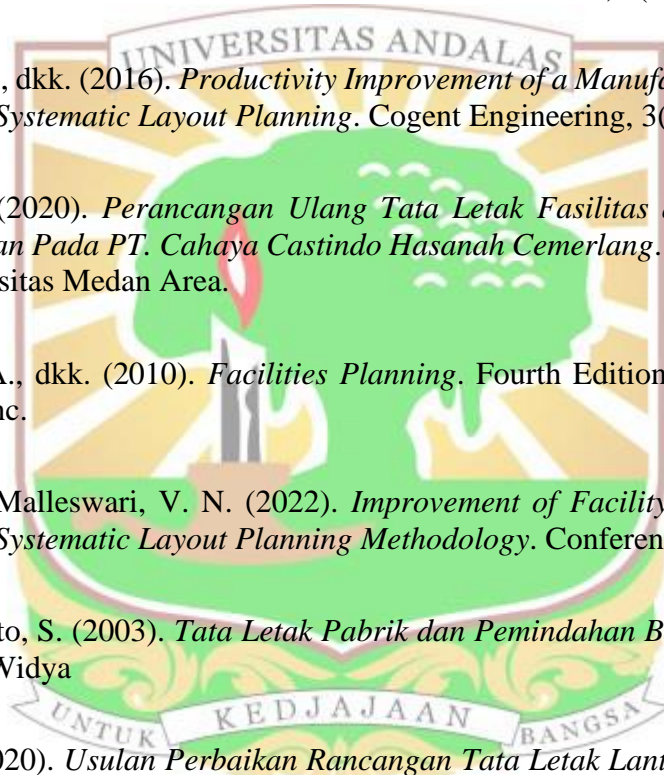 UNIVERSITAS ANDALAS
, dkk. (2016). Productivity Improvement of a Manufa
Systematic Layout Planning. Cogent Engineering, 3(
(2020). Perancangan Ulang Tata Letak Fasilitas
an Pada PT. Cahaya Castindo Hasanah Cemerlang.
sitas Medan Area.
A., dkk. (2010). Facilities Planning. Fourth Edition
nc.
Malleswari, V. N. (2022). Improvement of Facility
Systematic Layout Planning Methodology. Conferen
to, S. (2003). Tata Letak Pabrik dan Pemindahan B
Widya
UNTUK KEDJAJAAN BANGSA
020). Usulan Perbaikan Rancangan Tata Letak Lant